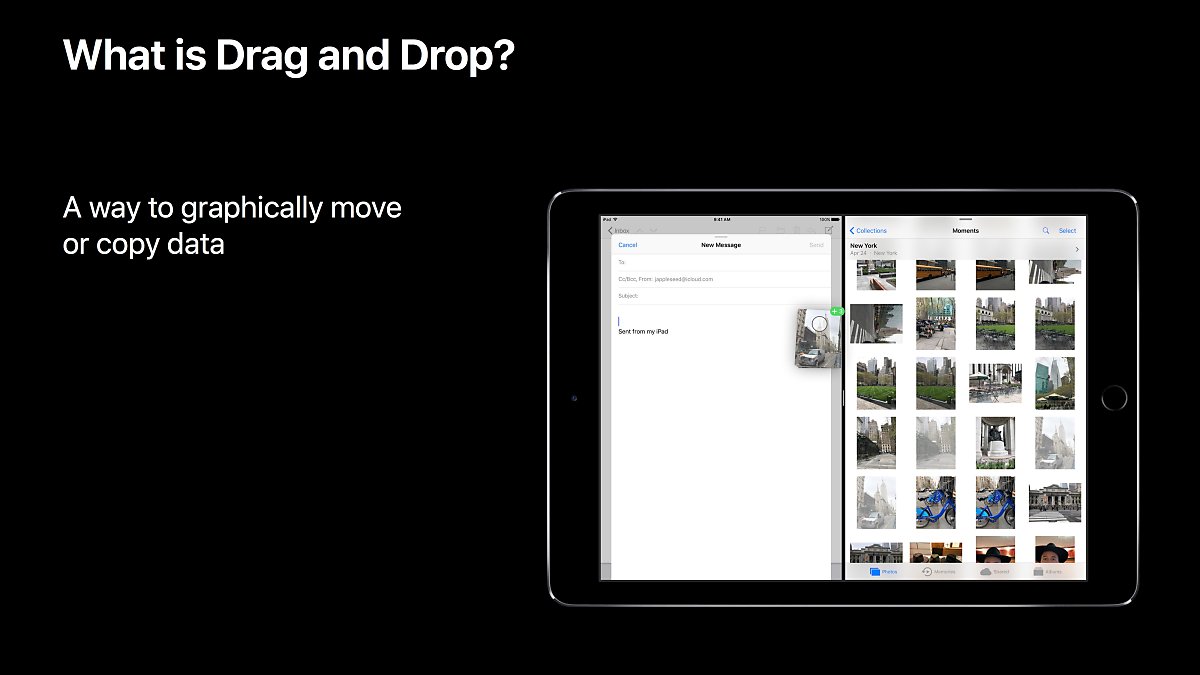 What is Drag and Drop?
A way to graphically move
or copy data
iPad
9:41 AM
100%
Inbox
Cancel
New Message
Send
To:
Cc/Bcc, From: jappleseed@icloud.com
Subject:
Sent from my iPad
Collections
Moments
Select
New York
Apr 24 · New York
Photos
Memories
Shared
Albums